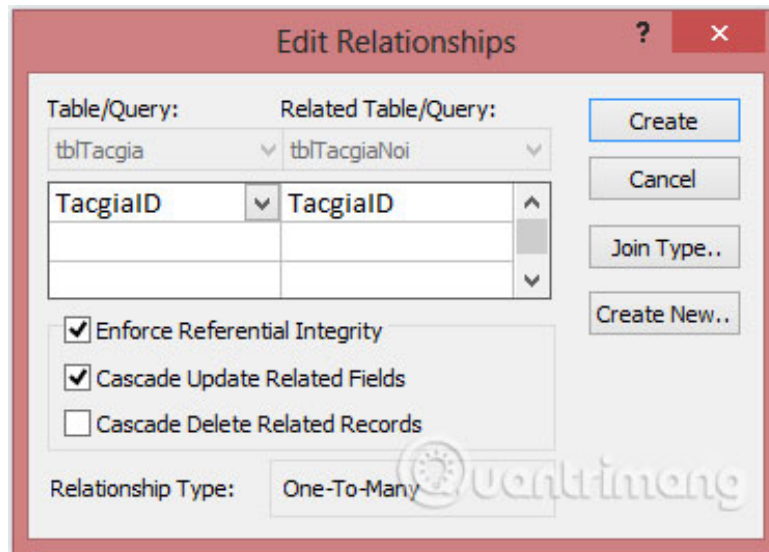 Edit Relationships ? ×
Table/Query: Related Table/Query:
tblTacgia tblTacgiaNoi
TacgiaID TacgiaID
Enforce Referential Integrity
Cascade Update Related Fields
Cascade Delete Related Records
Relationship Type: One-To-Many
Create
Cancel
Join Type..
Create New..
Quantrimang